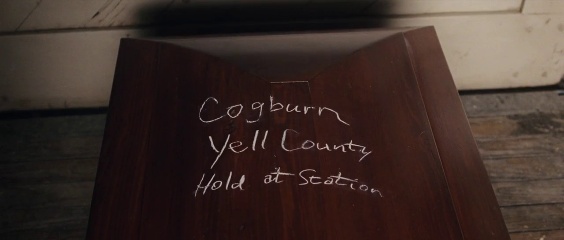 Cogburn
Yell County
Hold at Station